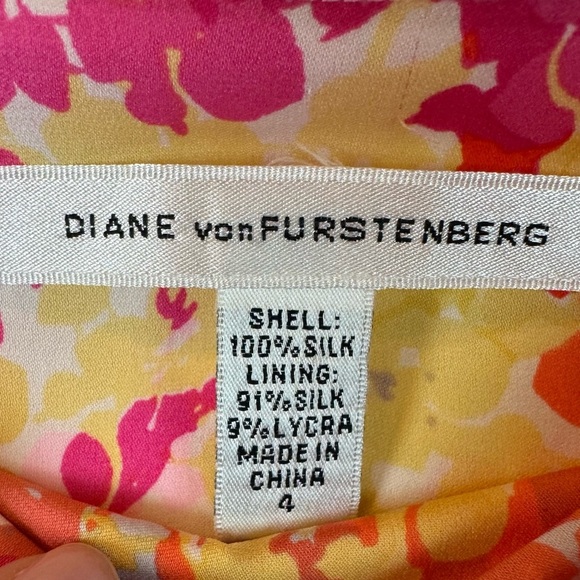 DIANE vonFURSTENBERG
SHELL:
100% SILK
LINING:
91% SILK
9% LYCRA
MADE IN
CHINA
4